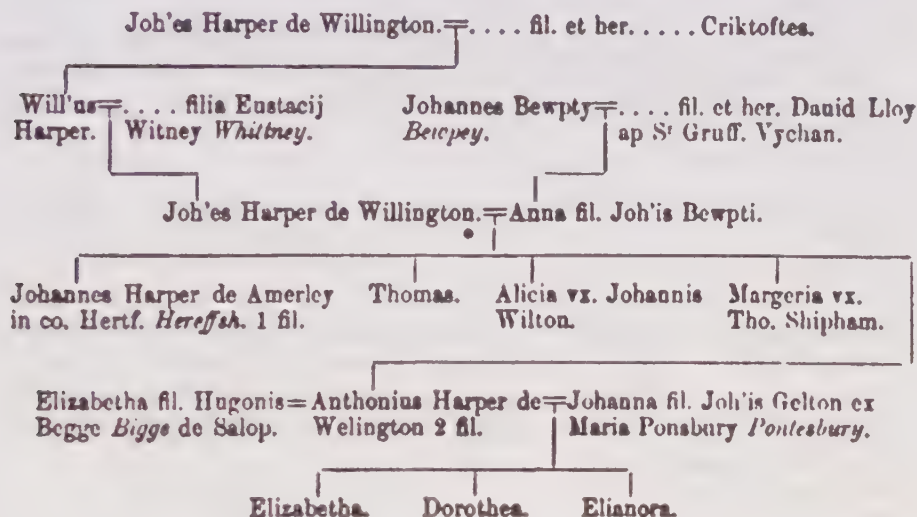 Joh'es Harper de Willington.=. . . . fil. et her. . . . . Criktoftes.
Will'us Harper.=. . . . filia Eustacij Witney Whittney.
Johannes Bewpty Bewpey.=. . . . fil. et her. Dauid Lloy ap Sr Gruff. Vychan.
Joh'es Harper de Willington.=Anna fil. Joh'is Bewpti.
Johannes Harper de Amerley
in co. Hertf. Hereffsh. 1 fil.
Thomas.
Alicia vx. Johannis
Wilton.
Margeria vx.
Tho. Shipham.
Elizabetha fil. Hugonis=Anthonius Harper de=Johanna fil. Joh'is Gelton ex
Begge Bigge de Salop. Welington 2 fil. Maria Ponsbury Pontesbury.
Elizabetha. Dorothea. Elianora.